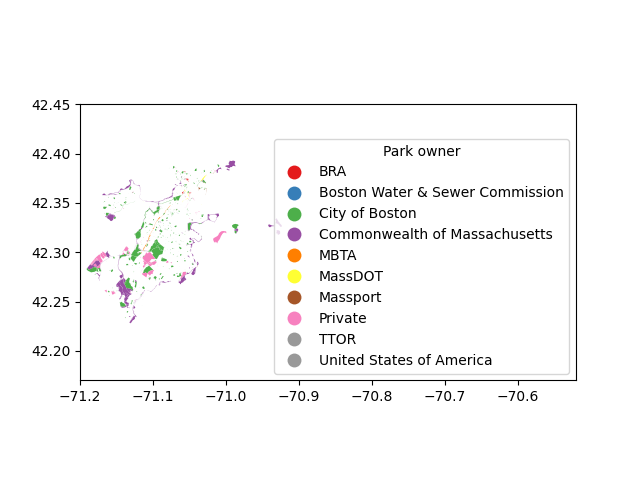 42.45
42.40
42.35
42.30
42.25
42.20
−71.2 −71.1 −71.0 −70.9 −70.8 −70.7 −70.6
Park owner
BRA
Boston Water & Sewer Commission
City of Boston
Commonwealth of Massachusetts
MBTA
MassDOT
Massport
Private
TTOR
United States of America